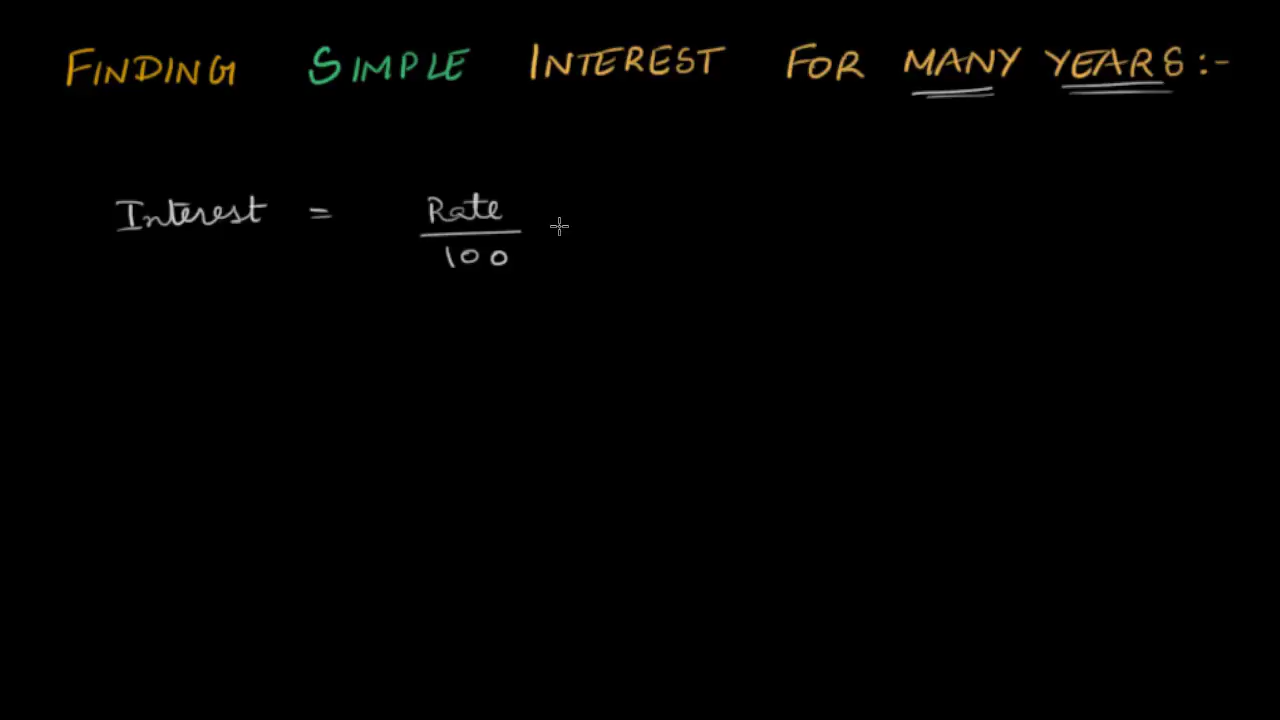 FINDING SIMPLE INTEREST FOR MANY YEARS:-
Interest = Rate
100